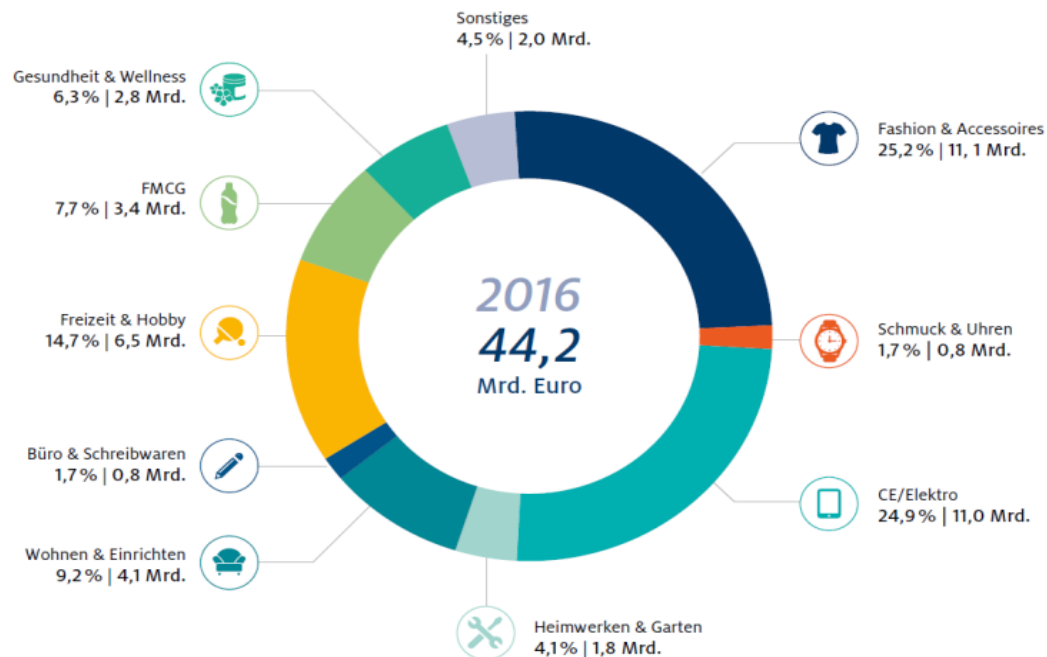 Sonstiges
4,5 % | 2,0 Mrd.
Gesundheit & Wellness
6,3 % | 2,8 Mrd.
Fashion & Accessoires
25,2 % | 11, 1 Mrd.
FMCG
7,7 % | 3,4 Mrd.
2016
44,2
Mrd. Euro
Freizeit & Hobby
14,7 % | 6,5 Mrd.
Schmuck & Uhren
1,7 % | 0,8 Mrd.
Büro & Schreibwaren
1,7 % | 0,8 Mrd.
CE/Elektro
24,9 % | 11,0 Mrd.
Wohnen & Einrichten
9,2 % | 4,1 Mrd.
Heimwerken & Garten
4,1 % | 1,8 Mrd.